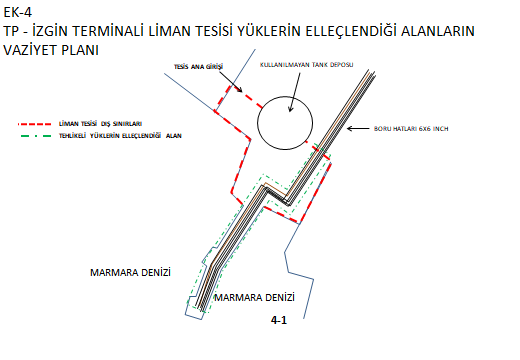 EK-4
TP - İZGİN TERMİNALİ LİMAN TESİSİ YÜKLERİN ELLEÇLENDİĞİ ALANLARIN
VAZİYET PLANI
TESİS ANA GİRİŞİ
KULLANILMAYAN TANK DEPOSU
LİMAN TESİSİ DIŞ SINIRLARI
TEHLİKELİ YÜKLERİN ELLEÇLENDİĞİ ALAN
BORU HATLARI 6X6 INCH
MARMARA DENİZİ
MARMARA DENİZİ
4-1